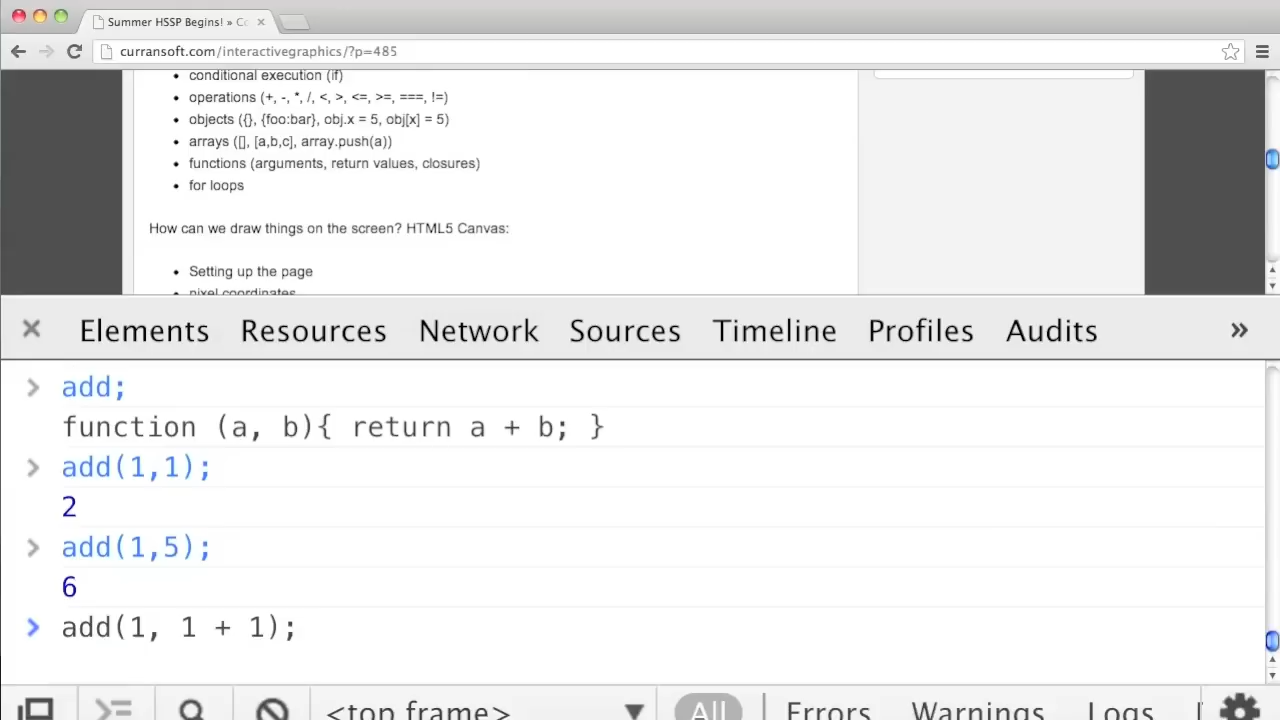 Summer HSSP Begins! » Co
curransoft.com/interactivegraphics/?p=485
• conditional execution (if)
• operations (+, -, *, /, <, >, <=, >=, ===, !=)
• objects ({}, {foo:bar}, obj.x = 5, obj[x] = 5)
• arrays ([], [a,b,c], array.push(a))
• functions (arguments, return values, closures)
• for loops
How can we draw things on the screen? HTML5 Canvas:
• Setting up the page
• pixel coordinates
× Elements Resources Network Sources Timeline Profiles Audits »
> add;
function (a, b){ return a + b; }
> add(1,1);
2
> add(1,5);
6
> add(1, 1 + 1);
<top frame> All Errors Warnings Logs